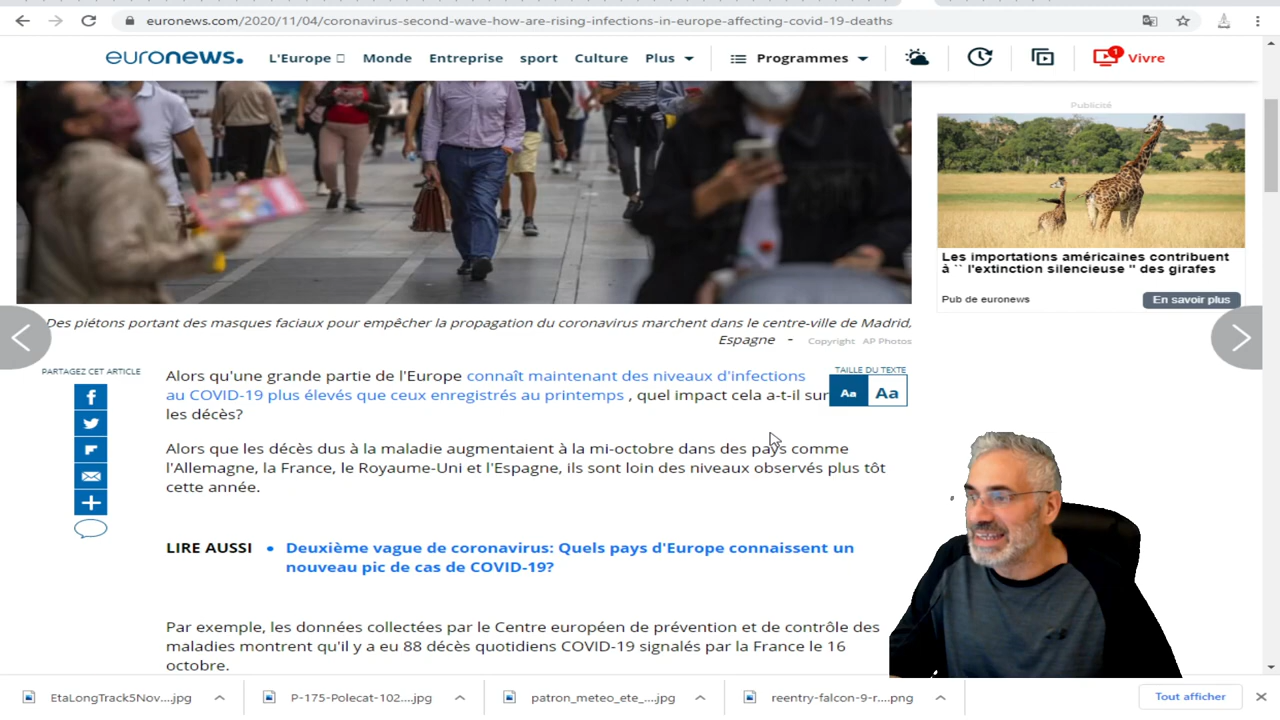 euronews.com/2020/11/04/coronavirus-second-wave-how-are-rising-infections-in-europe-affecting-covid-19-deaths
euronews.
L'Europe
Monde
Entreprise
sport
Culture
Plus
Programmes
1
Vivre
Publicité
Les importations américaines contribuent
à `` l'extinction silencieuse '' des girafes
Pub de euronews
En savoir plus
Des piétons portant des masques faciaux pour empêcher la propagation du coronavirus marchent dans le centre-ville de Madrid,
Espagne - Copyright AP Photos
PARTAGEZ CET ARTICLE
TAILLE DU TEXTE
Aa Aa
Alors qu'une grande partie de l'Europe connaît maintenant des niveaux d'infections
au COVID-19 plus élevés que ceux enregistrés au printemps , quel impact cela a-t-il sur
les décès?
Alors que les décès dus à la maladie augmentaient à la mi-octobre dans des pays comme
l'Allemagne, la France, le Royaume-Uni et l'Espagne, ils sont loin des niveaux observés plus tôt
cette année.
LIRE AUSSI • Deuxième vague de coronavirus: Quels pays d'Europe connaissent un
nouveau pic de cas de COVID-19?
Par exemple, les données collectées par le Centre européen de prévention et de contrôle des
maladies montrent qu'il y a eu 88 décès quotidiens COVID-19 signalés par la France le 16
octobre.
EtaLongTrack5Nov....jpg
P-175-Polecat-102....jpg
patron_meteo_ete_....jpg
reentry-falcon-9-r....png
Tout afficher